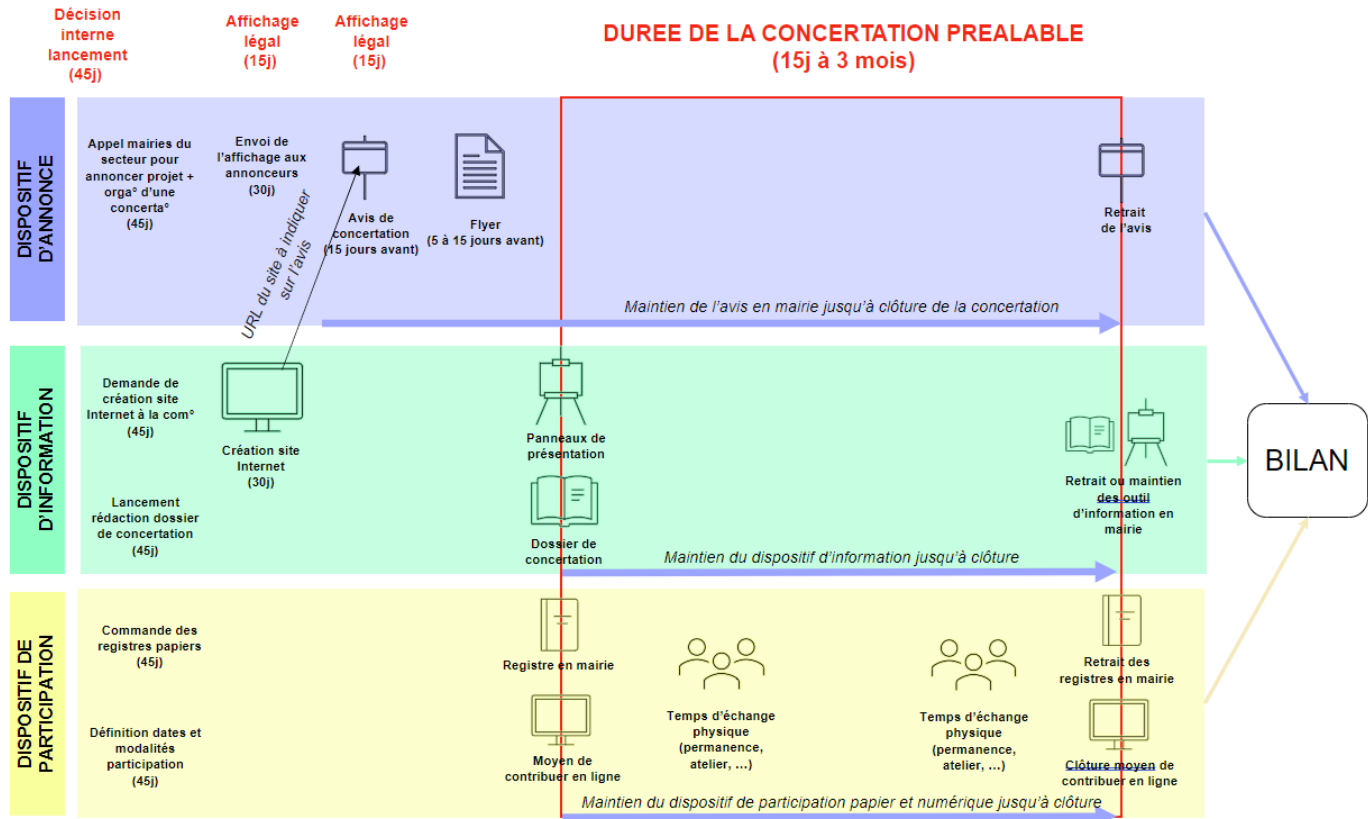 Décision
interne
lancement
(45j)
Affichage
légal
(15j)
Affichage
légal
(15j)
DUREE DE LA CONCERTATION PREALABLE
(15j à 3 mois)
DISPOSITIF
D'ANNONCE
Appel mairies du
secteur pour
annoncer projet +
orga° d'une
concerta°
(45j)
Envoi de
l'affichage aux
annonceurs
(30j)
URL du site à indiquer
sur l'avis
Avis de
concertation
(15 jours avant)
Flyer
(5 à 15 jours avant)
Retrait
de l'avis
Maintien de l'avis en mairie jusqu'à clôture de la concertation
DISPOSITIF
D'INFORMATION
Demande de
création site
Internet à la com°
(45j)
Lancement
rédaction dossier
de concertation
(45j)
Création site
Internet
(30j)
Panneaux de
présentation
Dossier de
concertation
Retrait ou maintien
des outil
d'information en
mairie
Maintien du dispositif d'information jusqu'à clôture
BILAN
DISPOSITIF DE
PARTICIPATION
Commande des
registres papiers
(45j)
Définition dates et
modalités
participation
(45j)
Registre en mairie
Moyen de
contribuer en ligne
Temps d'échange
physique
(permanence,
atelier, ...)
Temps d'échange
physique
(permanence,
atelier, ...)
Retrait des
registres en mairie
Clôture moyen de
contribuer en ligne
Maintien du dispositif de participation papier et numérique jusqu'à clôture